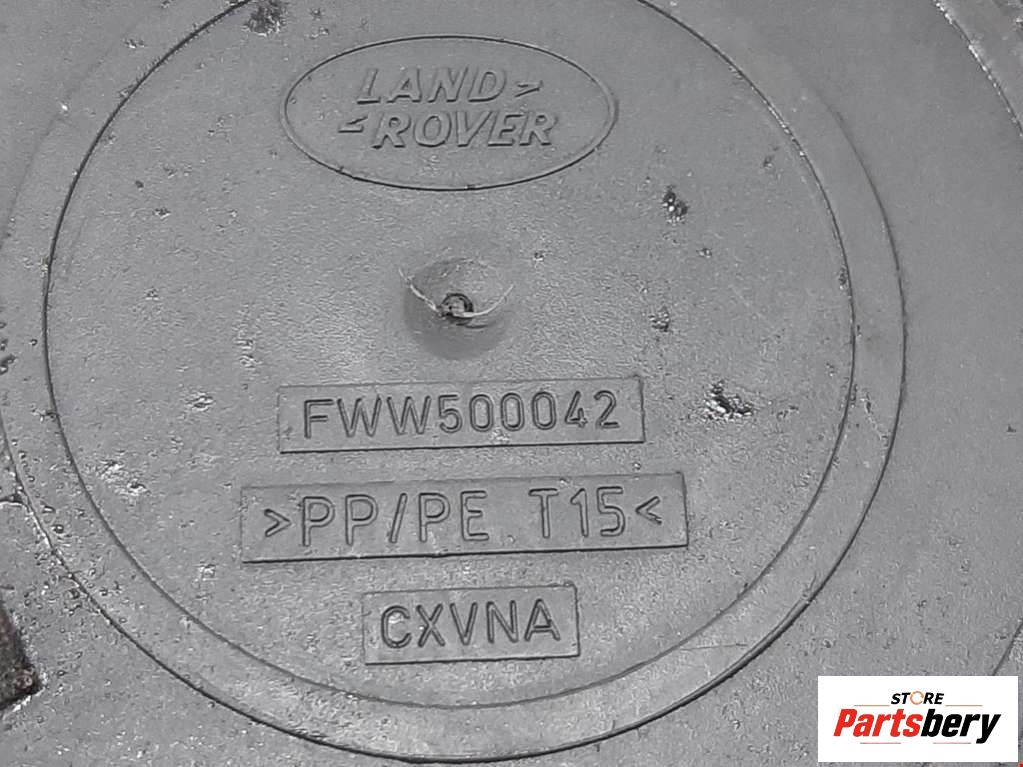 LAND>
<ROVER
FWW500042
>PP/PE T15<
CXVNA
STORE
Partsbery